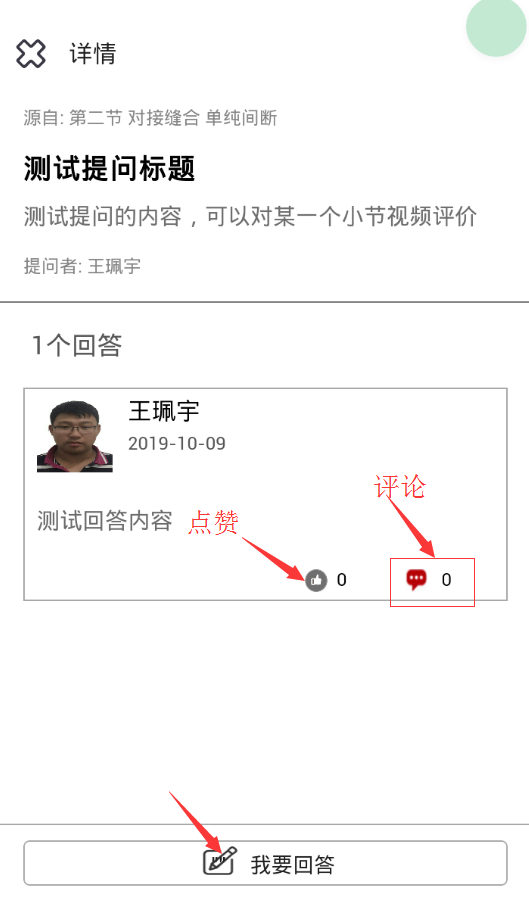 详情
源自: 第二节 对接缝合 单纯间断
测试提问标题
测试提问的内容，可以对某一个小节视频评价
提问者: 王珮宇
1个回答
王珮宇
2019-10-09
评论
测试回答内容 点赞
0 0
我要回答